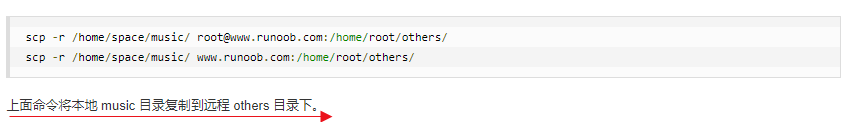 scp -r /home/space/music/ root@www.runoob.com:/home/root/others/
scp -r /home/space/music/ www.runoob.com:/home/root/others/
上面命令将本地 music 目录复制到远程 others 目录下。